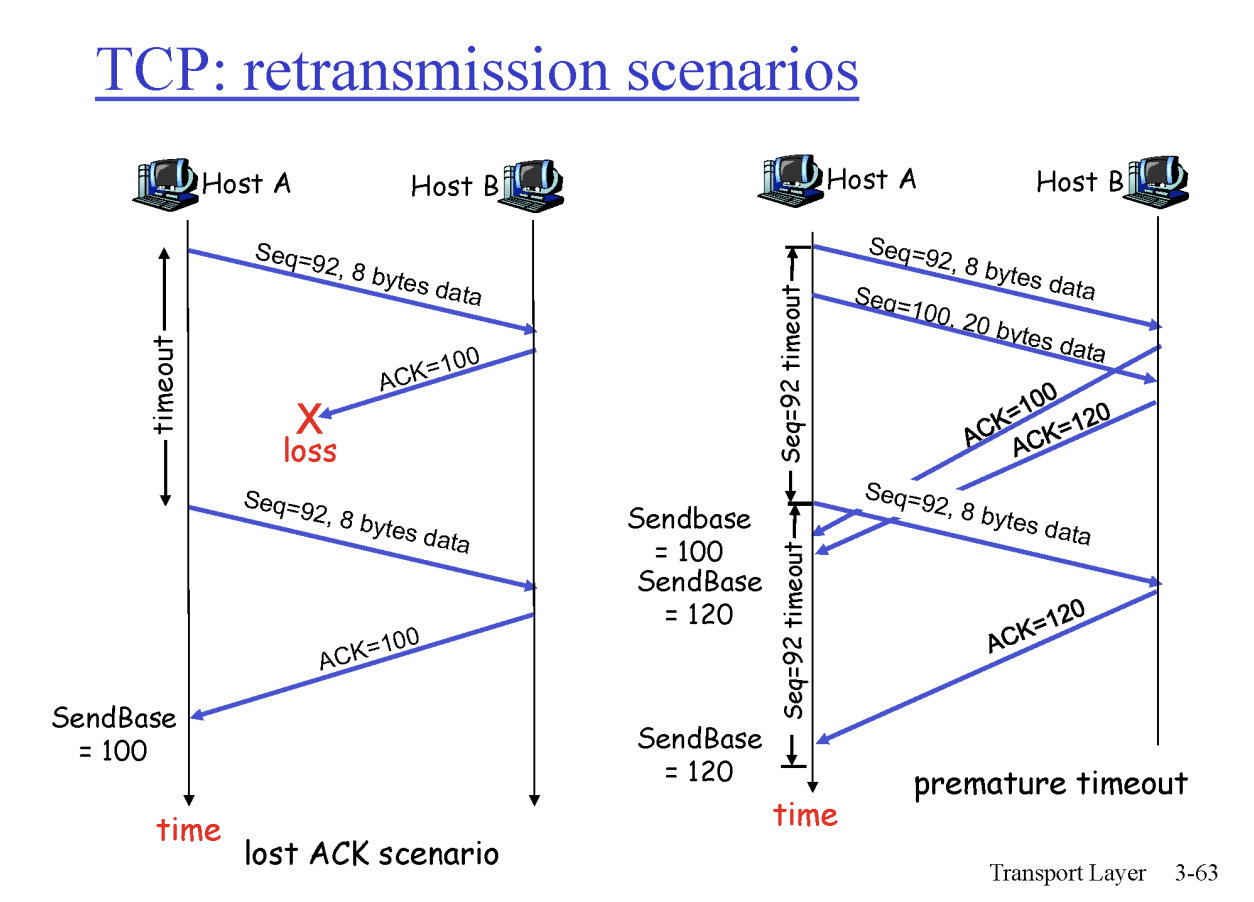 TCP: retransmission scenarios
Host A
Host B
Seq=92, 8 bytes data
timeout
ACK=100
X
loss
Seq=92, 8 bytes data
ACK=100
SendBase
= 100
time
lost ACK scenario
Host A
Host B
Seq=92, 8 bytes data
Seq=100, 20 bytes data
Seq=92 timeout
ACK=100
ACK=120
Seq=92, 8 bytes data
Sendbase
= 100
SendBase
= 120
Seq=92 timeout
ACK=120
SendBase
= 120
time
premature timeout
Transport Layer 3-63